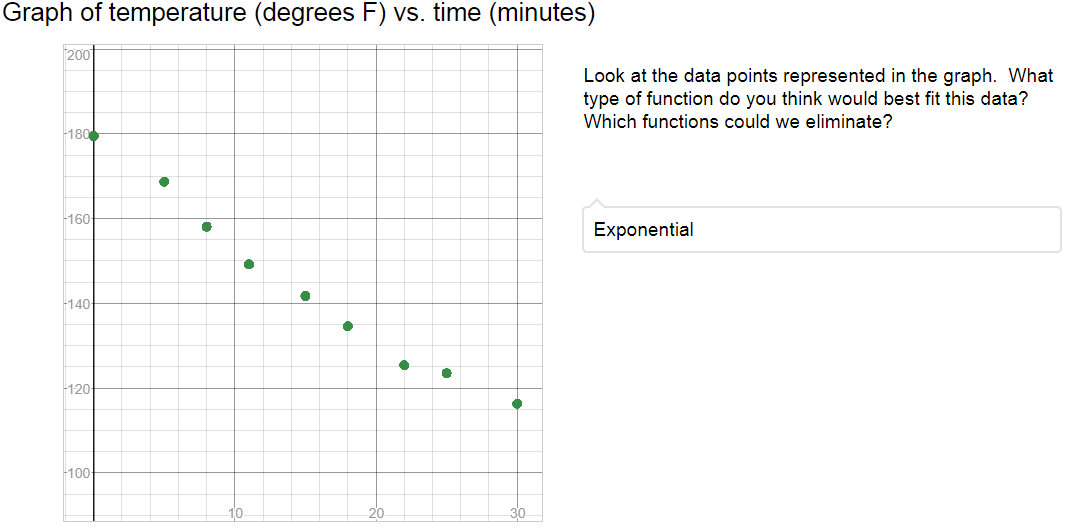 Graph of temperature (degrees F) vs. time (minutes)
200
180
160
140
120
100
10
20
30
Look at the data points represented in the graph.  What
type of function do you think would best fit this data?
Which functions could we eliminate?
Exponential